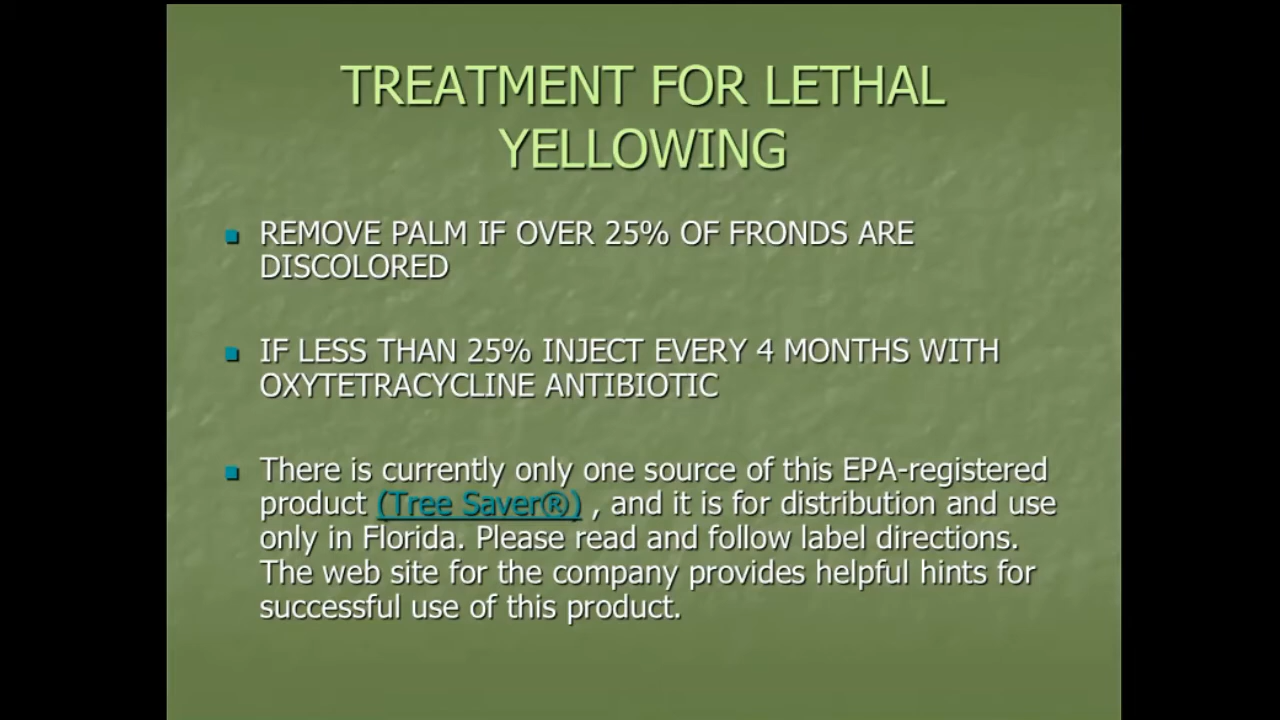 TREATMENT FOR LETHAL
YELLOWING
REMOVE PALM IF OVER 25% OF FRONDS ARE
DISCOLORED
IF LESS THAN 25% INJECT EVERY 4 MONTHS WITH
OXYTETRACYCLINE ANTIBIOTIC
There is currently only one source of this EPA-registered
product (Tree Saver®) , and it is for distribution and use
only in Florida. Please read and follow label directions.
The web site for the company provides helpful hints for
successful use of this product.